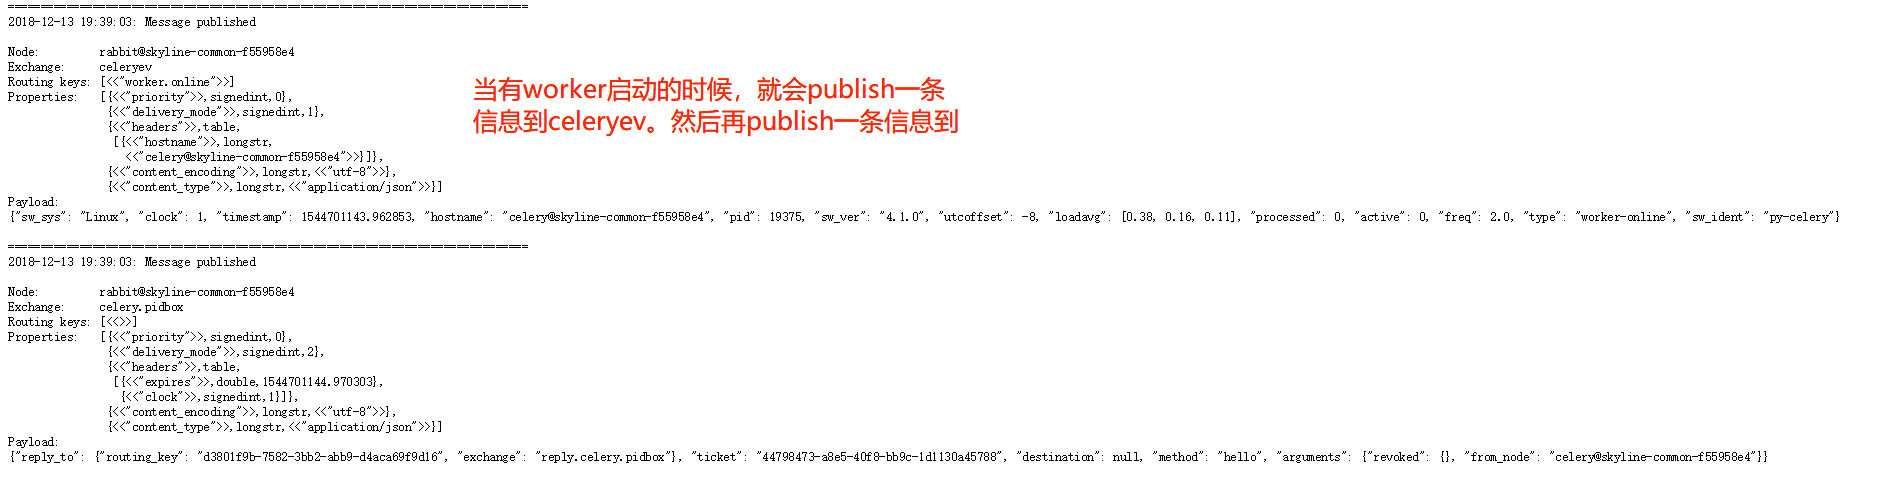 ================================================================
2018-12-13 19:39:03: Message published
Node:         rabbit@skyline-common-f55958e4
Exchange:     celeryev
Routing keys: [<<"worker.online">>]
Properties:   [{<<"priority">>,signedint,0},
{<<"delivery_mode">>,signedint,1},
{<<"headers">>,table,
[{<<"hostname">>,longstr,
<<"celery@skyline-common-f55958e4">>}]},
{<<"content_encoding">>,longstr,<<"utf-8">>},
{<<"content_type">>,longstr,<<"application/json">>}]
当有worker启动的时候，就会publish一条
信息到celeryev。然后再publish一条信息到
Payload:
{"sw_sys": "Linux", "clock": 1, "timestamp": 1544701143.962853, "hostname": "celery@skyline-common-f55958e4", "pid": 19375, "sw_ver": "4.1.0", "utcoffset": -8, "loadavg": [0.38, 0.16, 0.11], "processed": 0, "active": 0, "freq": 2.0, "type": "worker-online", "sw_ident": "py-celery"}
================================================================
2018-12-13 19:39:03: Message published
Node:         rabbit@skyline-common-f55958e4
Exchange:     celery.pidbox
Routing keys: [<<>>]
Properties:   [{<<"priority">>,signedint,0},
{<<"delivery_mode">>,signedint,2},
{<<"headers">>,table,
[{<<"expires">>,double,1544701144.970303},
{<<"clock">>,signedint,1}]},
{<<"content_encoding">>,longstr,<<"utf-8">>},
{<<"content_type">>,longstr,<<"application/json">>}]
Payload:
{"reply_to": {"routing_key": "d3801f9b-7582-3bb2-abb9-d4aca69f9d16", "exchange": "reply.celery.pidbox"}, "ticket": "44798473-a8e5-40f8-bb9c-1d1130a45788", "destination": null, "method": "hello", "arguments": {"revoked": {}, "from_node": "celery@skyline-common-f55958e4"}}